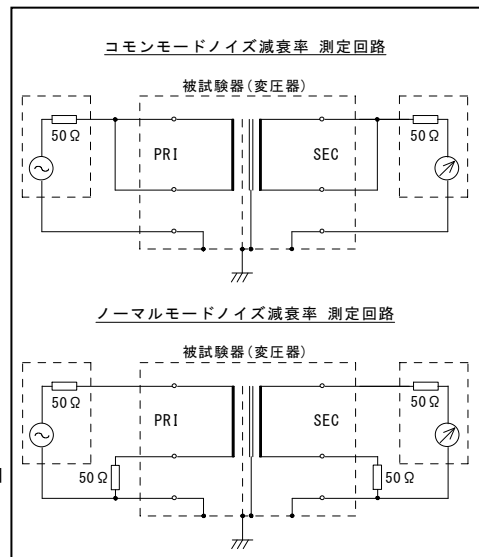 コモンモードノイズ減衰率 測定回路
被試験器(変圧器)
50Ω
PRI
SEC
50Ω
ノーマルモードノイズ減衰率 測定回路
被試験器(変圧器)
50Ω
PRI
SEC
50Ω
50Ω
50Ω